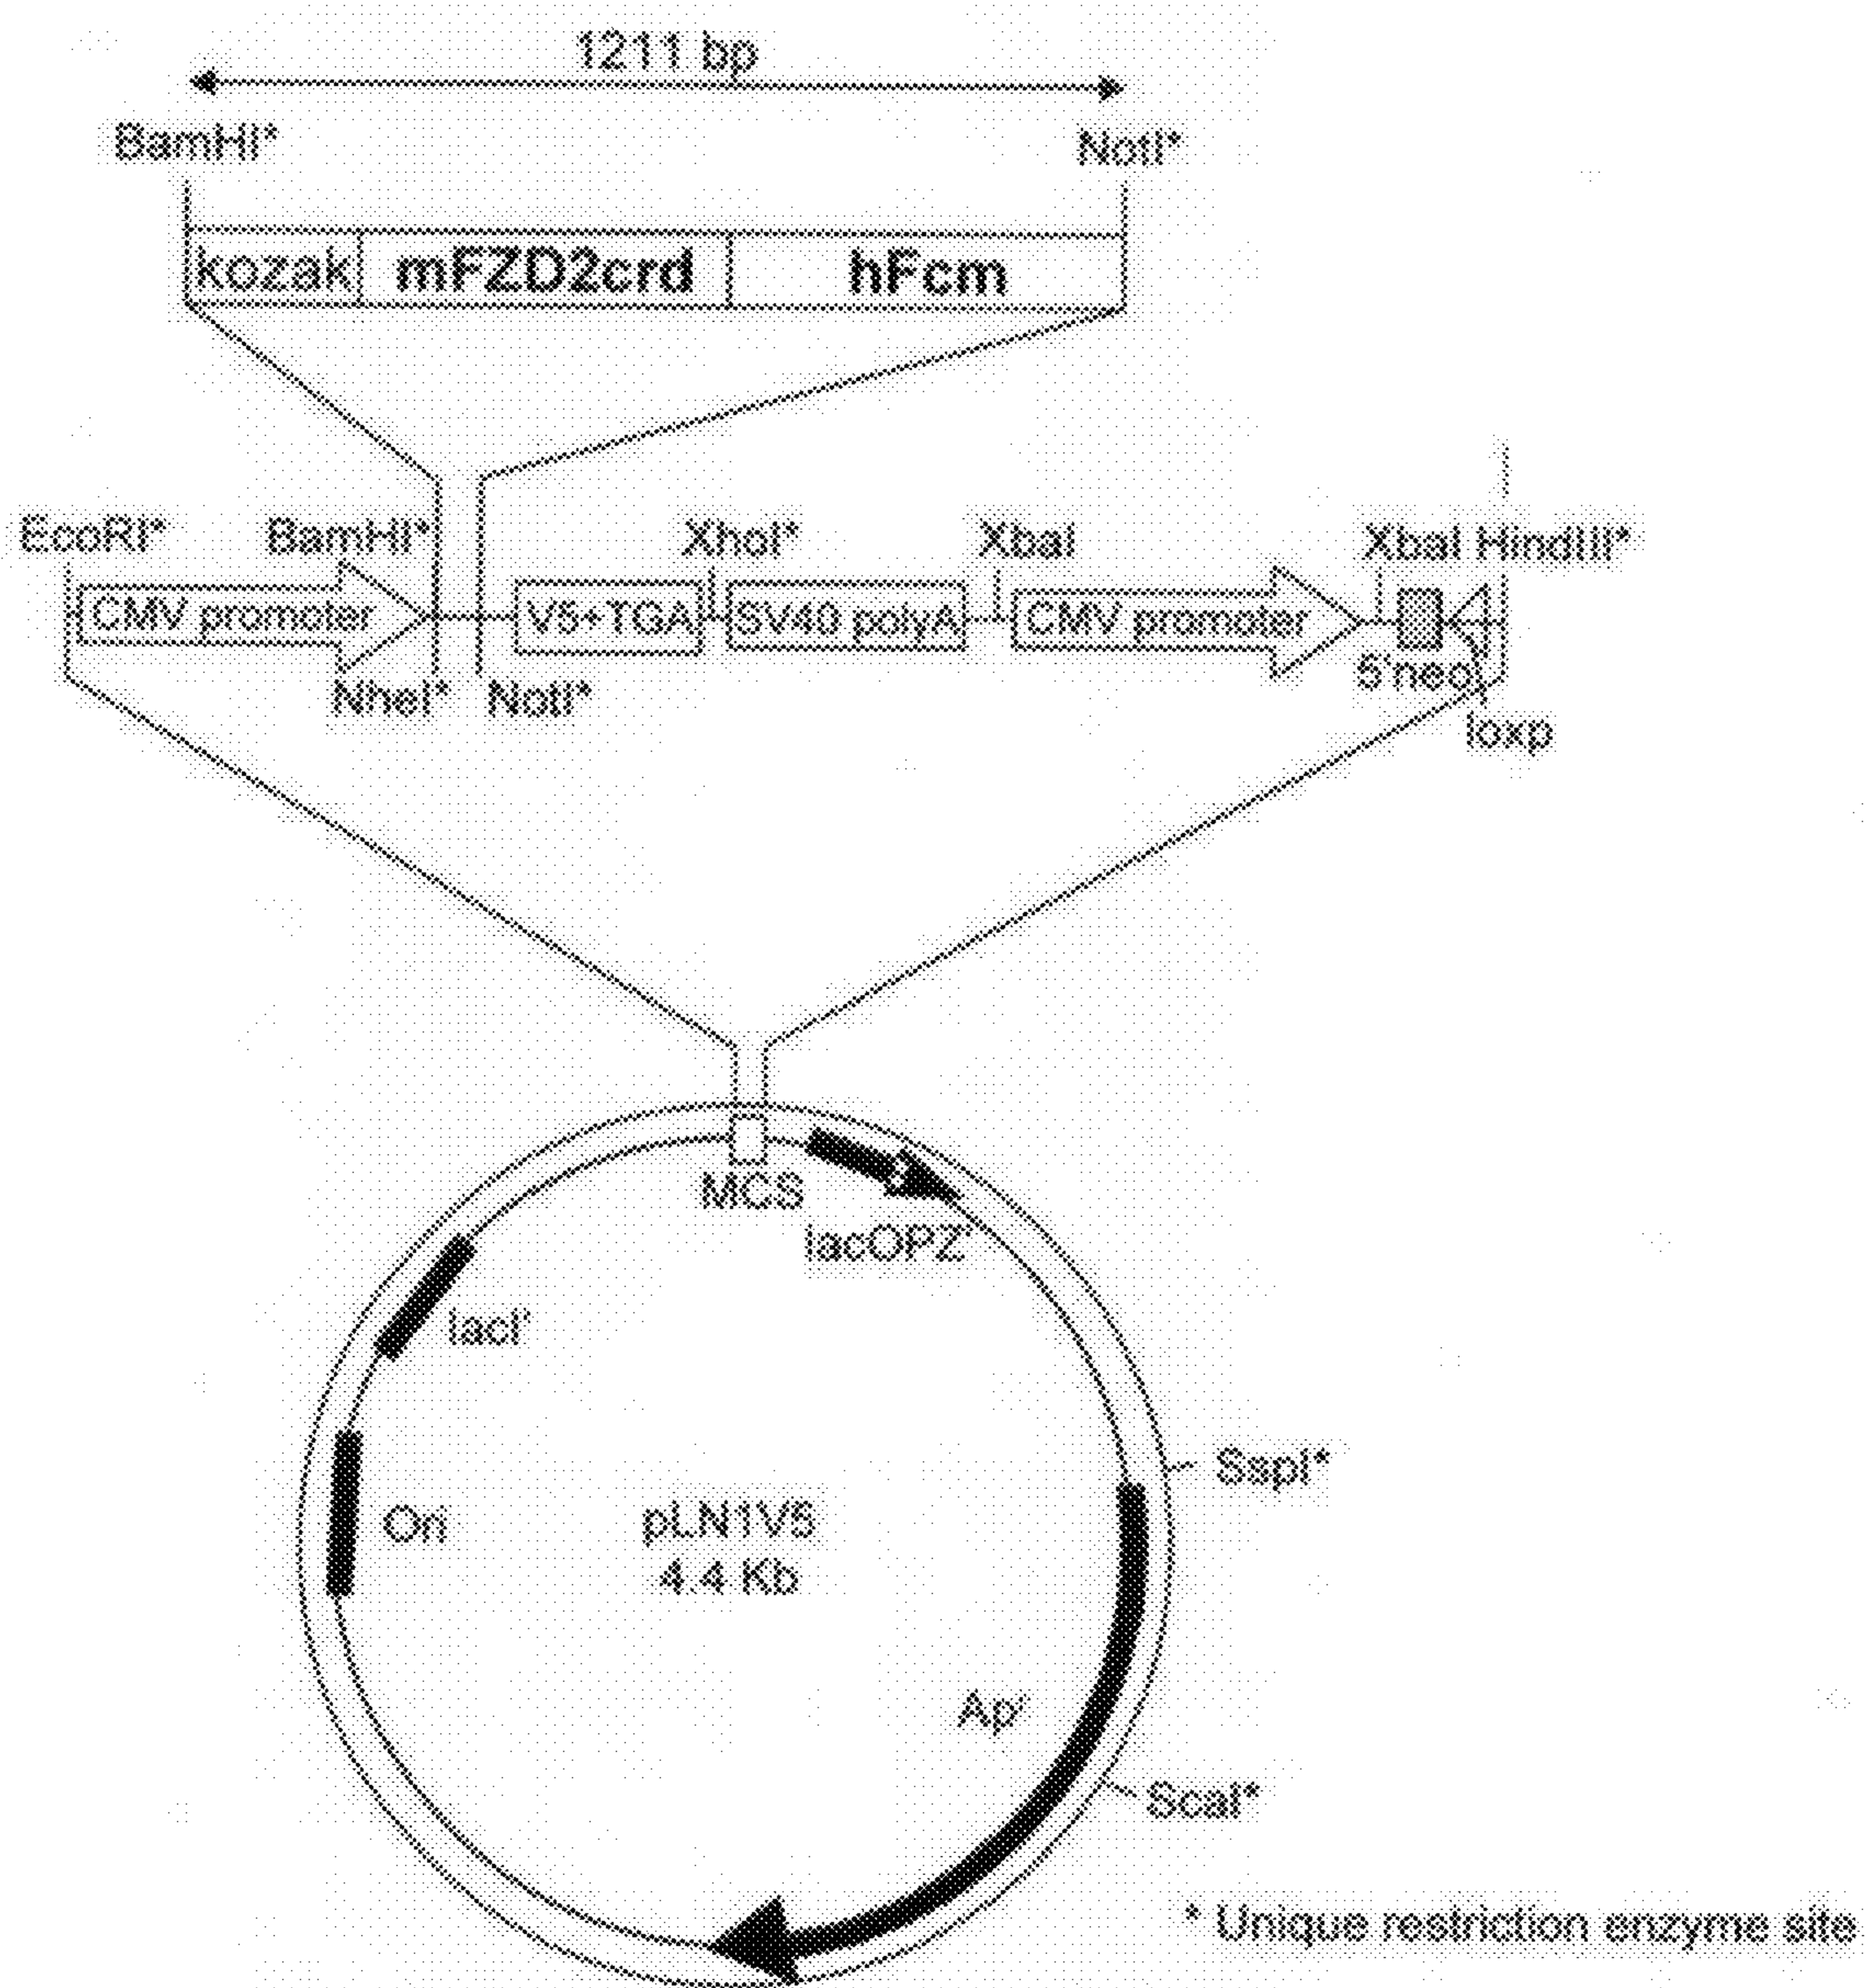 1211 bp
BamHI* NotI*
kozak mFZD2crd hFcm
EcoRI* BamHI* XhoI* XbaI XbaI HindIII*
CMV promoter V5+TGA SV40 polyA CMV promoter
NheI* NotI* 5'neo
loxp
MCS
lacOPZ'
lacI'
SspI*
Ori
pLN1V5
4.4 Kb
Apʳ
ScaI*
* Unique restriction enzyme site